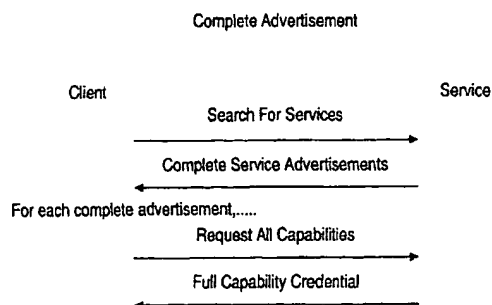 Complete Advertisement
Client
Service
Search For Services
Complete Service Advertisements
For each complete advertisement,.....
Request All Capabilities
Full Capability Credential